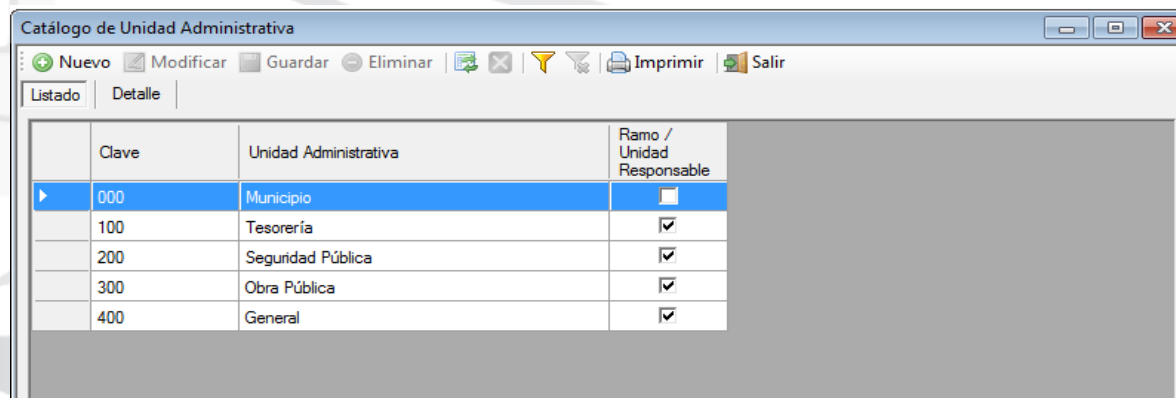 Catálogo de Unidad Administrativa
Nuevo Modificar Guardar Eliminar Imprimir Salir
Listado Detalle
Clave Unidad Administrativa Ramo /
Unidad
Responsable
000 Municipio
100 Tesorería
200 Seguridad Pública
300 Obra Pública
400 General